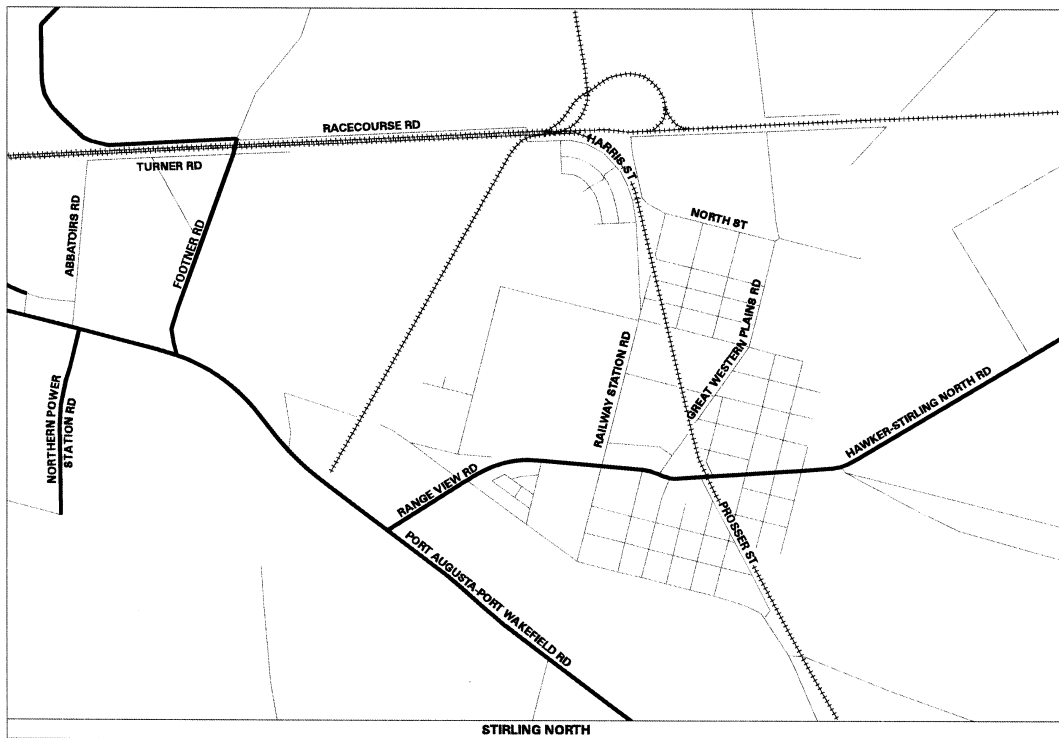 RACECOURSE RD
HARRIS ST
TURNER RD
ABBATOIRS RD
FOOTNER RD
NORTH ST
GREAT WESTERN PLAINS RD
RAILWAY STATION RD
HAWKER-STIRLING NORTH RD
NORTHERN POWER
STATION RD
RANGE VIEW RD
PROSSER ST
PORT AUGUSTA-PORT WAKEFIELD RD
STIRLING NORTH